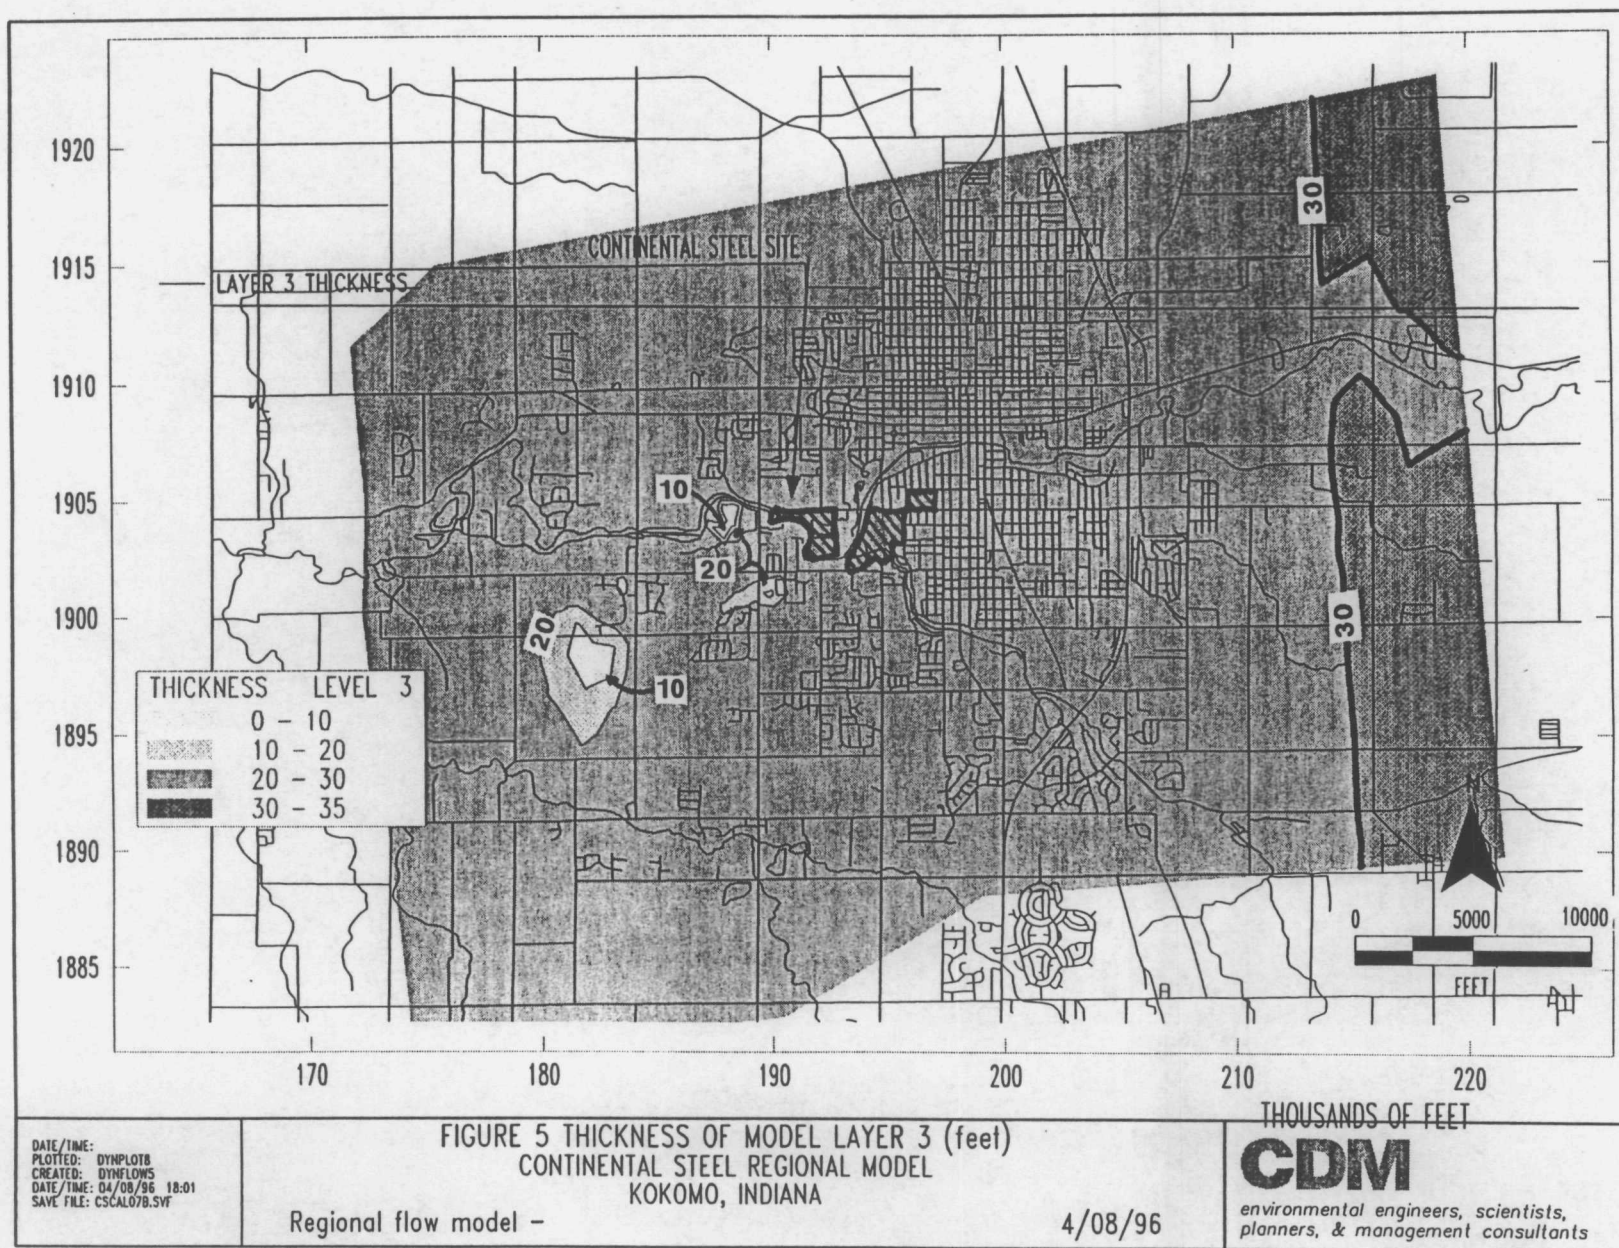 1920
1915
1910
1905
1900
1895
1890
1885
CONTINENTAL STEEL SITE
LAYER 3 THICKNESS
30
10
20
20
10
30
THICKNESS LEVEL 3
0 - 10
10 - 20
20 - 30
30 - 35
N
0 5000 10000
FEET
170 180 190 200 210 220
THOUSANDS OF FEET
DATE/TIME:
PLOTTED: DYNPLOT8
CREATED: DYNFLOW5
DATE/TIME: 04/08/96 18:01
SAVE FILE: CSCAL07B.SVF
FIGURE 5 THICKNESS OF MODEL LAYER 3 (feet)
CONTINENTAL STEEL REGIONAL MODEL
KOKOMO, INDIANA
Regional flow model -
4/08/96
CDM
environmental engineers, scientists,
planners, & management consultants